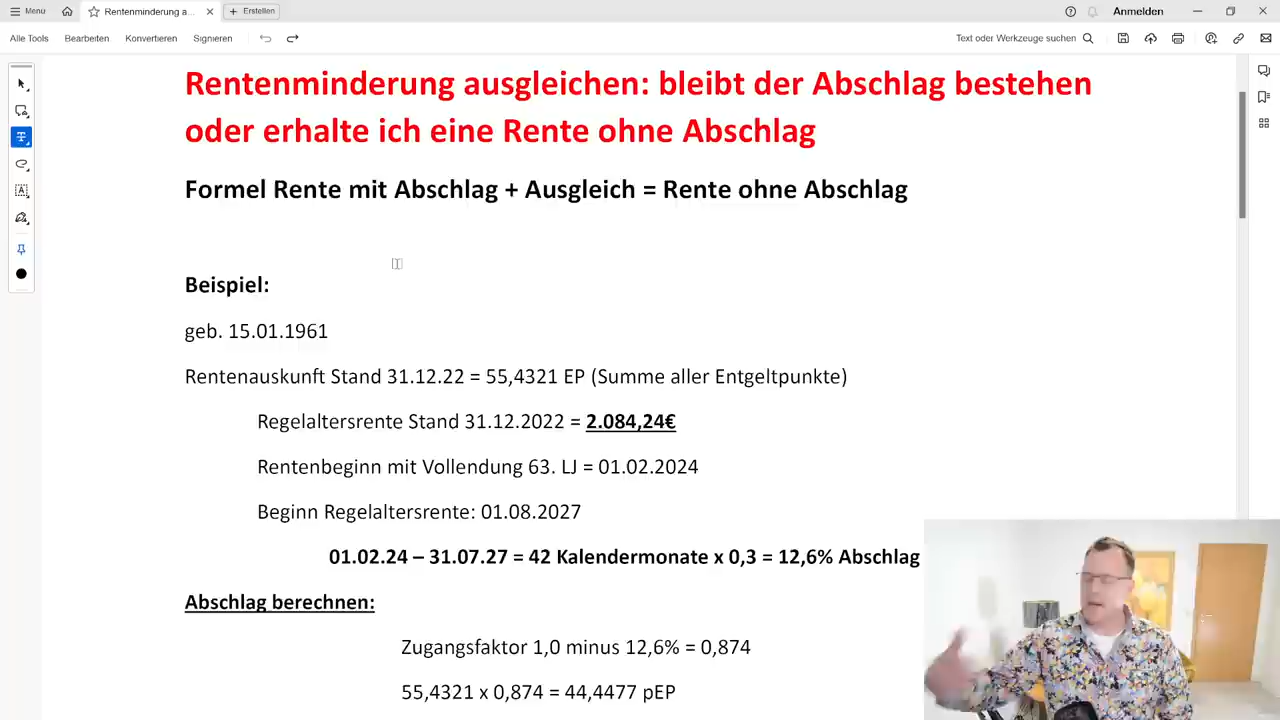 Menu
Rentenminderung a...
Erstellen
Anmelden
Alle Tools
Bearbeiten
Konvertieren
Signieren
Text oder Werkzeuge suchen
Rentenminderung ausgleichen: bleibt der Abschlag bestehen
oder erhalte ich eine Rente ohne Abschlag
Formel Rente mit Abschlag + Ausgleich = Rente ohne Abschlag
Beispiel:
geb. 15.01.1961
Rentenauskunft Stand 31.12.22 = 55,4321 EP (Summe aller Entgeltpunkte)
Regelaltersrente Stand 31.12.2022 = 2.084,24€
Rentenbeginn mit Vollendung 63. LJ = 01.02.2024
Beginn Regelaltersrente: 01.08.2027
01.02.24 – 31.07.27 = 42 Kalendermonate x 0,3 = 12,6% Abschlag
Abschlag berechnen:
Zugangsfaktor 1,0 minus 12,6% = 0,874
55,4321 x 0,874 = 44,4477 pEP